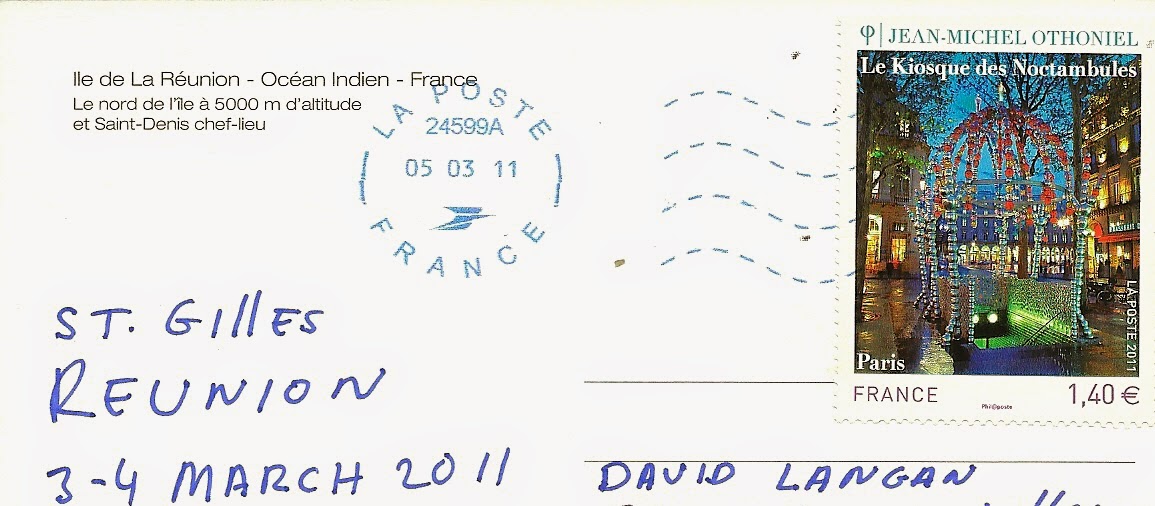 Ile de La Réunion - Océan Indien - France
Le nord de l'île à 5000 m d'altitude
et Saint-Denis chef-lieu
LA POSTE
24599A
05 03 11
FRANCE
φ | JEAN-MICHEL OTHONIEL
Le Kiosque des Noctambules
LA POSTE 2011
Paris
FRANCE 1,40 €
Phil@poste
ST. GILLES
REUNION
3-4 MARCH 2011
DAVID LANGAN